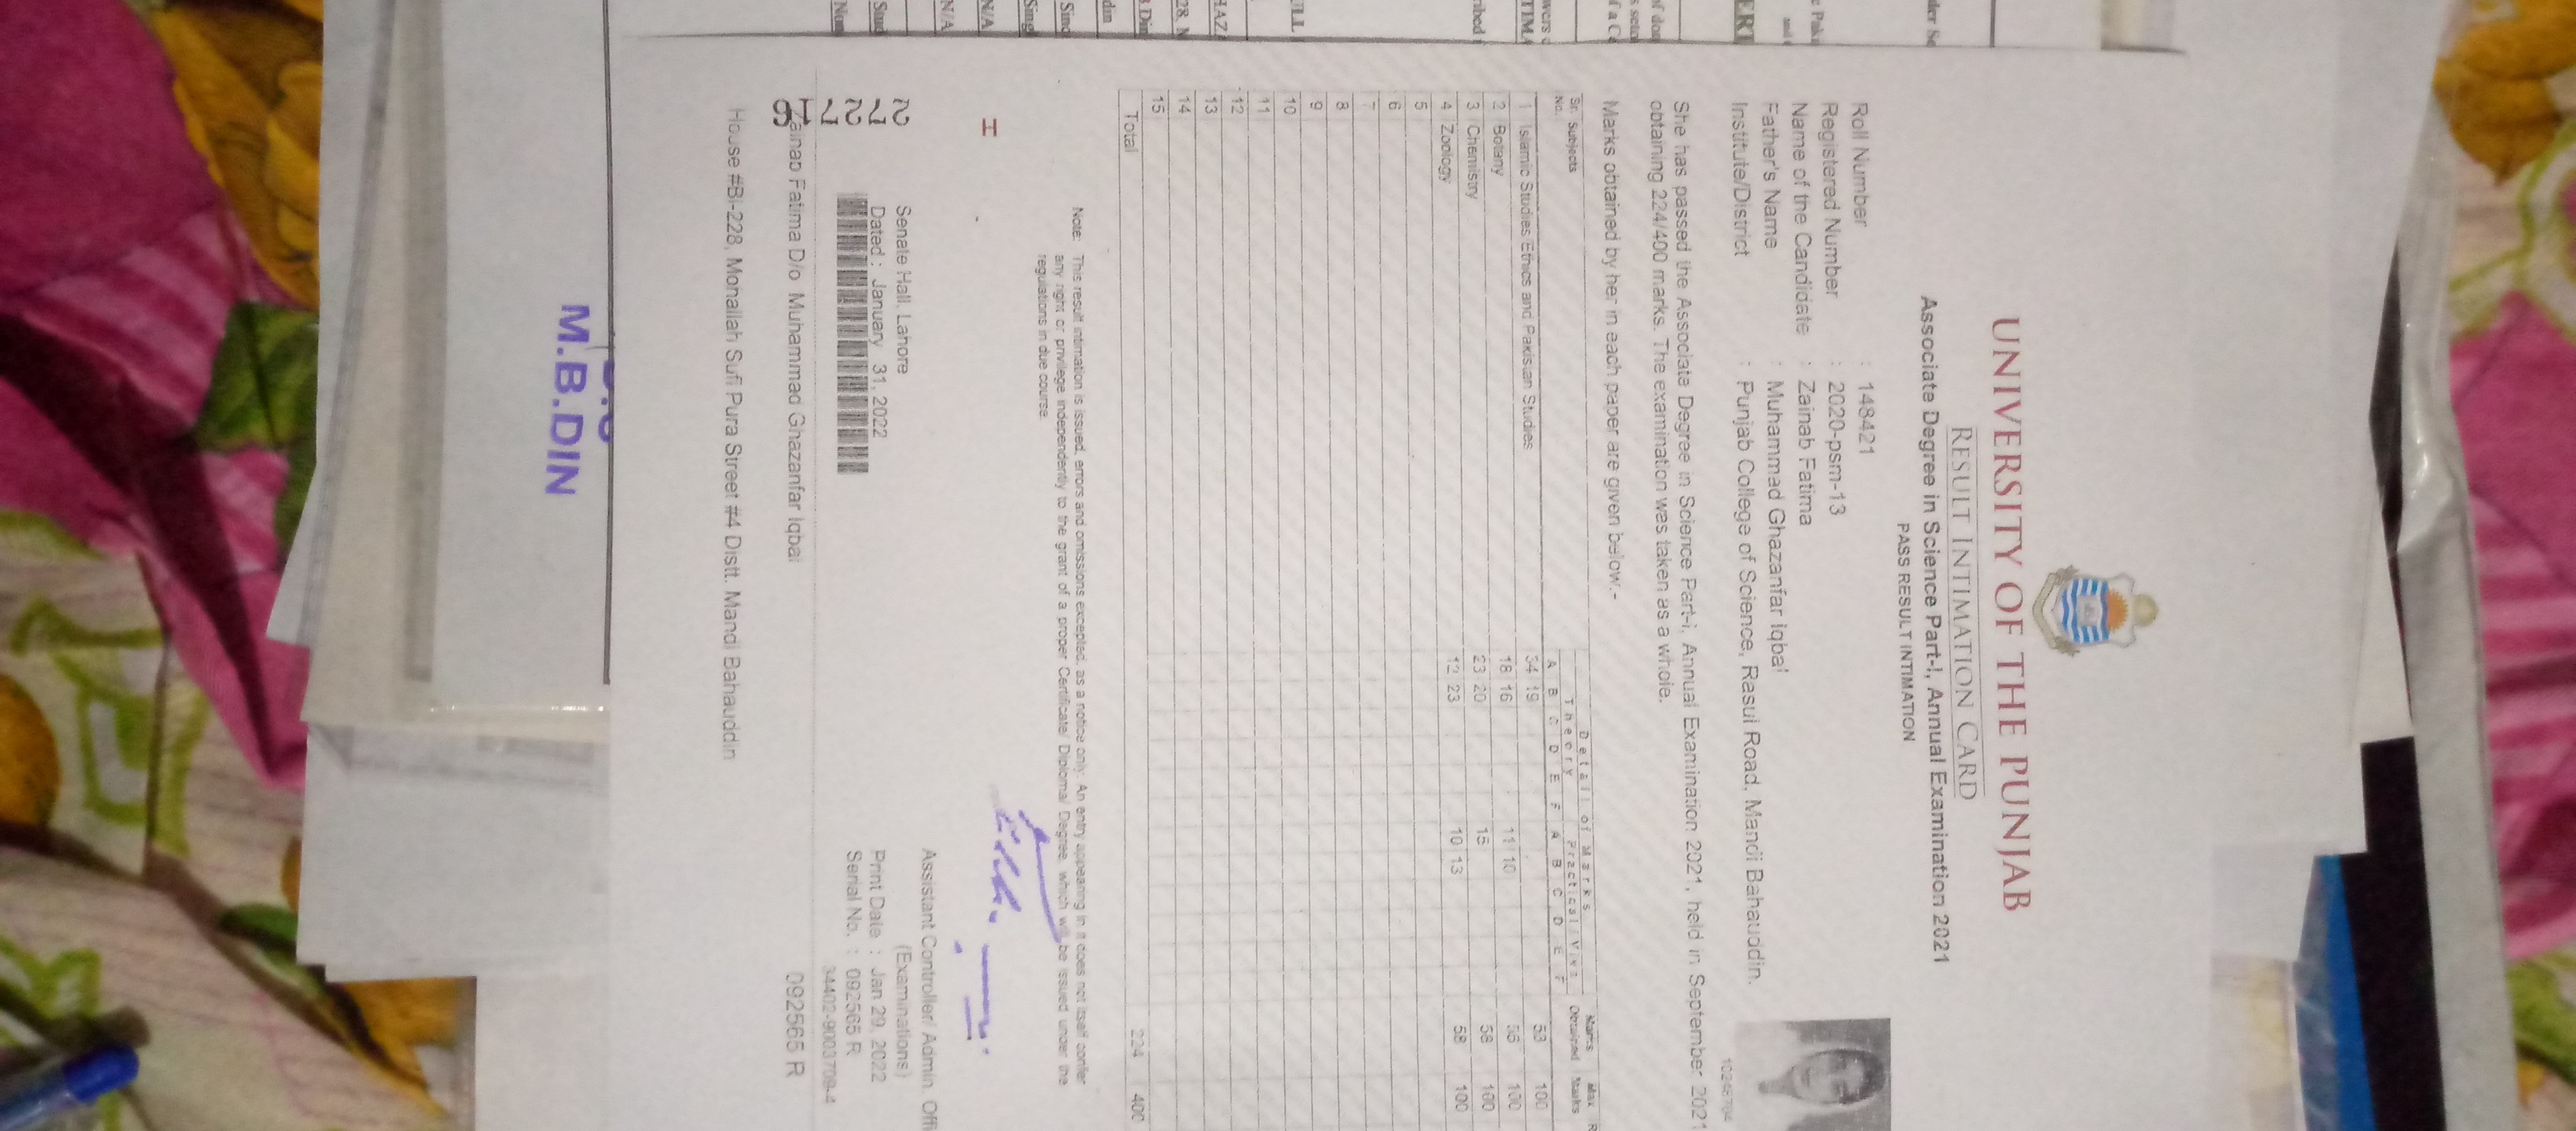 UNIVERSITY OF THE PUNJAB
RESULT INTIMATION CARD
Associate Degree in Science Part-I, Annual Examination 2021
PASS RESULT INTIMATION
Roll Number : 148421
Registered Number : 2020-psm-13
Name of the Candidate : Zainab Fatima
Father's Name : Muhammad Ghazanfar Iqbal
Institute/District : Punjab College of Science, Rasul Road, Mandi Bahauddin.
She has passed the Associate Degree in Science Part-i, Annual Examination 2021, held in September 2021
obtaining 224/400 marks. The examination was taken as a whole.
Marks obtained by her in each paper are given below.-
Sr. No. Subjects Detail of Marks Marks Obtained Max Marks
Theory Practical/Viva
A B C D E F A B C D E F
1 Islamic Studies/Ethics and Pakistan Studies 34 19 53 100
2 Botany 18 16 11 10 55 100
3 Chemistry 23 20 15 58 100
4 Zoology 12 23 10 13 58 100
5
6
7
8
9
10
11
12
13
14
15
Total 224 400
Note: This result intimation is issued, errors and omissions excepted, as a notice only. An entry appearing in it does not itself confer
any right or privilege independently to the grant of a proper Certificate/ Diploma/ Degree, which will be issued under the
regulations in due course.
Senate Hall, Lahore
Dated : January 31, 2022
Assistant Controller/ Admin. Offi
(Examinations)
Print Date : Jan 29, 2022
Serial No. : 092565 R
34402-9003709-4
Zainab Fatima D/o Muhammad Ghazanfar Iqbal
092565 R
House #Bi-228, Mohallah Sufi Pura Street #4 Distt. Mandi Bahauddin
M.B.DIN